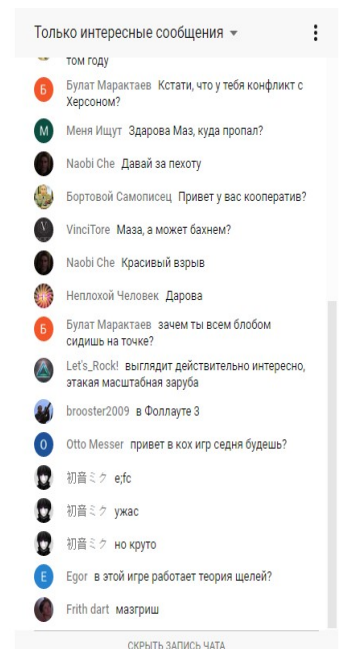 Только интересные сообщения
том году
Булат Марактаев Кстати, что у тебя конфликт с
Херсоном?
Меня Ищут Здарова Маз, куда пропал?
Naobi Che Давай за пехоту
Бортовой Самописец Привет у вас кооператив?
VinciTore Маза, а может бахнем?
Naobi Che Красивый взрыв
Неплохой Человек Дарова
Булат Марактаев зачем ты всем блобом
сидишь на точке?
Let's_Rock! выглядит действительно интересно,
этакая масштабная заруба
brooster2009 в Фоллауте 3
Otto Messer привет в кох игр седня будешь?
初音ミク e;fc
初音ミク ужас
初音ミク но круто
Egor в этой игре работает теория щелей?
Frith dart мазгриш
СКРЫТЬ ЗАПИСЬ ЧАТА